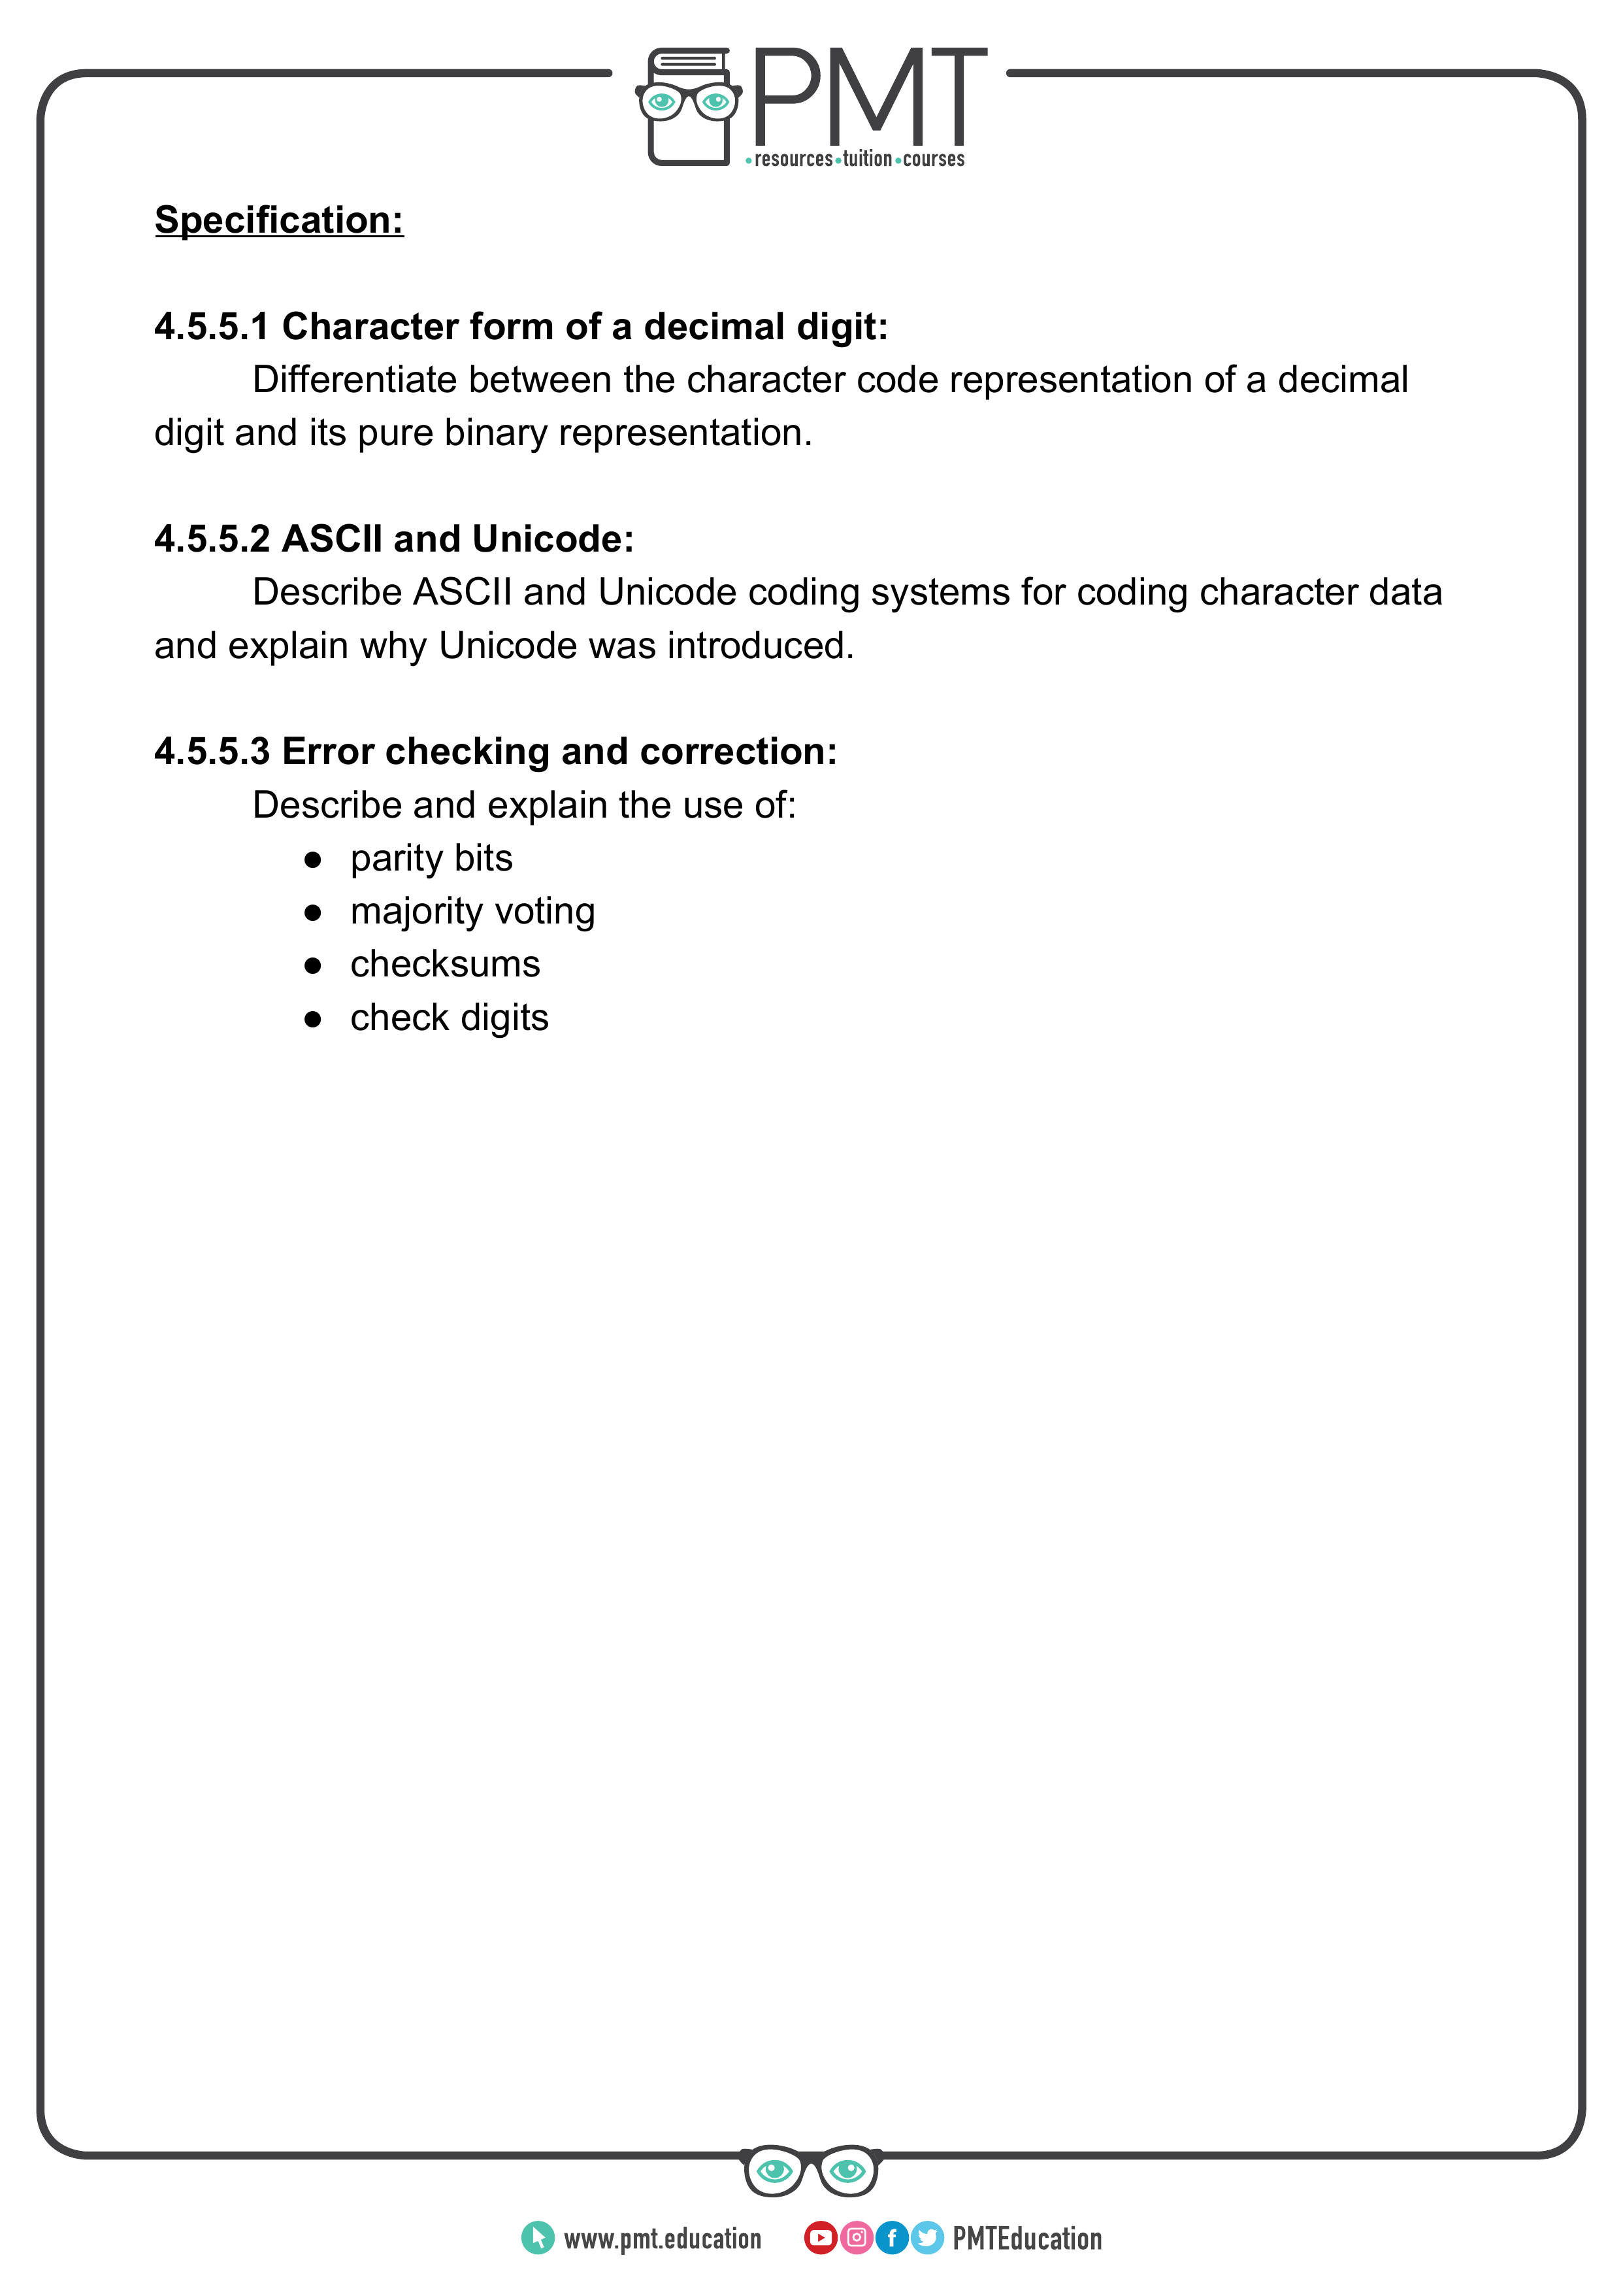 PMT
•resources•tuition•courses
Specification:
4.5.5.1 Character form of a decimal digit:
Differentiate between the character code representation of a decimal
digit and its pure binary representation.
4.5.5.2 ASCII and Unicode:
Describe ASCII and Unicode coding systems for coding character data
and explain why Unicode was introduced.
4.5.5.3 Error checking and correction:
Describe and explain the use of:
● parity bits
● majority voting
● checksums
● check digits
www.pmt.education PMTEducation